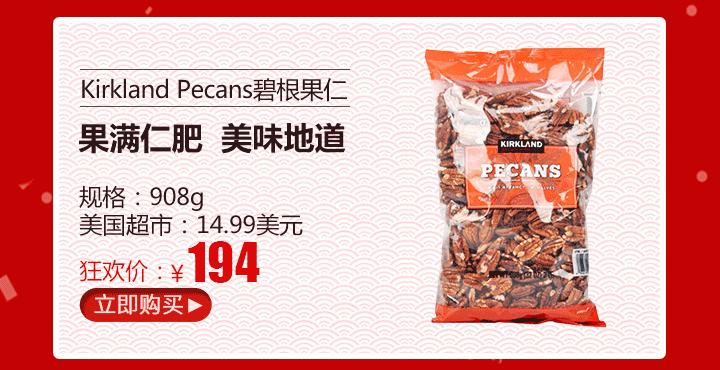 Kirkland Pecans碧根果仁
果满仁肥 美味地道
规格：908g
美国超市：14.99美元
狂欢价：¥194
立即购买
KIRKLAND
PECANS